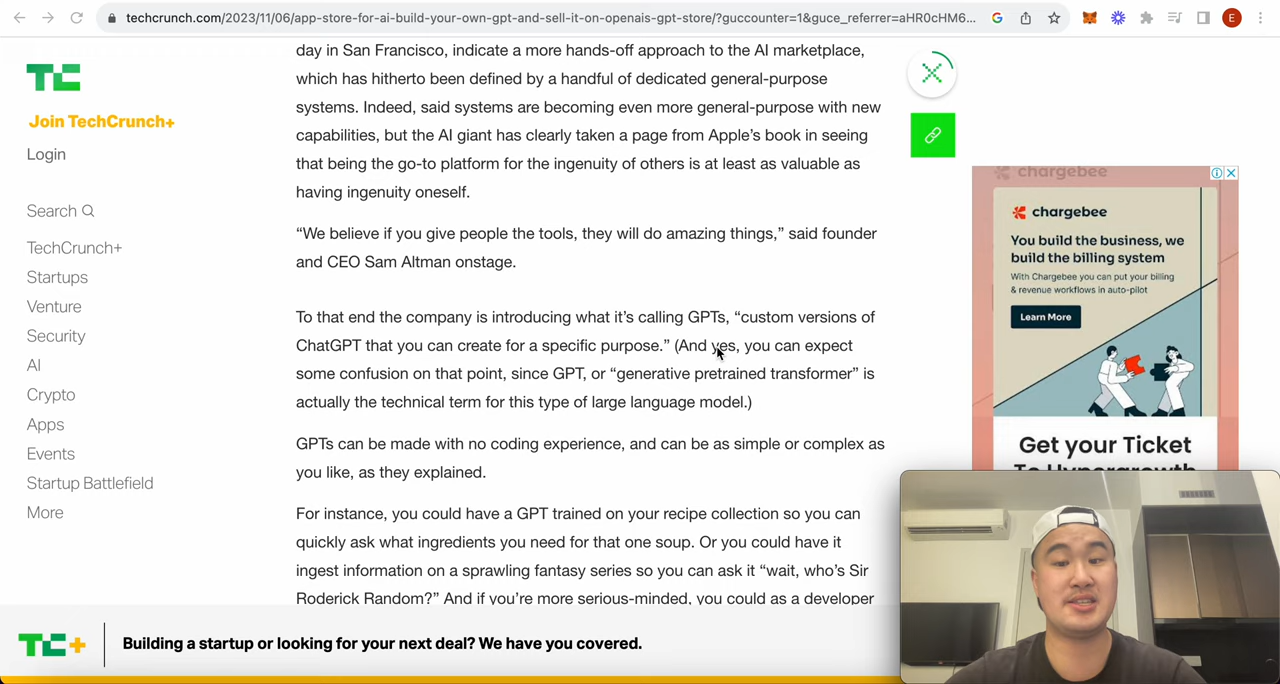 techcrunch.com/2023/11/06/app-store-for-ai-build-your-own-gpt-and-sell-it-on-openais-gpt-store/?guccounter=1&guce_referrer=aHR0cHM6...
E
TC
Join TechCrunch+
Login
Search
TechCrunch+
Startups
Venture
Security
AI
Crypto
Apps
Events
Startup Battlefield
More
day in San Francisco, indicate a more hands-off approach to the AI marketplace,
which has hitherto been defined by a handful of dedicated general-purpose
systems. Indeed, said systems are becoming even more general-purpose with new
capabilities, but the AI giant has clearly taken a page from Apple’s book in seeing
that being the go-to platform for the ingenuity of others is at least as valuable as
having ingenuity oneself.
“We believe if you give people the tools, they will do amazing things,” said founder
and CEO Sam Altman onstage.
To that end the company is introducing what it’s calling GPTs, “custom versions of
ChatGPT that you can create for a specific purpose.” (And yes, you can expect
some confusion on that point, since GPT, or “generative pretrained transformer” is
actually the technical term for this type of large language model.)
GPTs can be made with no coding experience, and can be as simple or complex as
you like, as they explained.
For instance, you could have a GPT trained on your recipe collection so you can
quickly ask what ingredients you need for that one soup. Or you could have it
ingest information on a sprawling fantasy series so you can ask it “wait, who’s Sir
Roderick Random?” And if you’re more serious-minded, you could as a developer
chargebee
chargebee
You build the business, we
build the billing system
With Chargebee you can put your billing
& revenue workflows in auto-pilot
Learn More
Get your Ticket
To Hypergrowth
TC+
Building a startup or looking for your next deal? We have you covered.